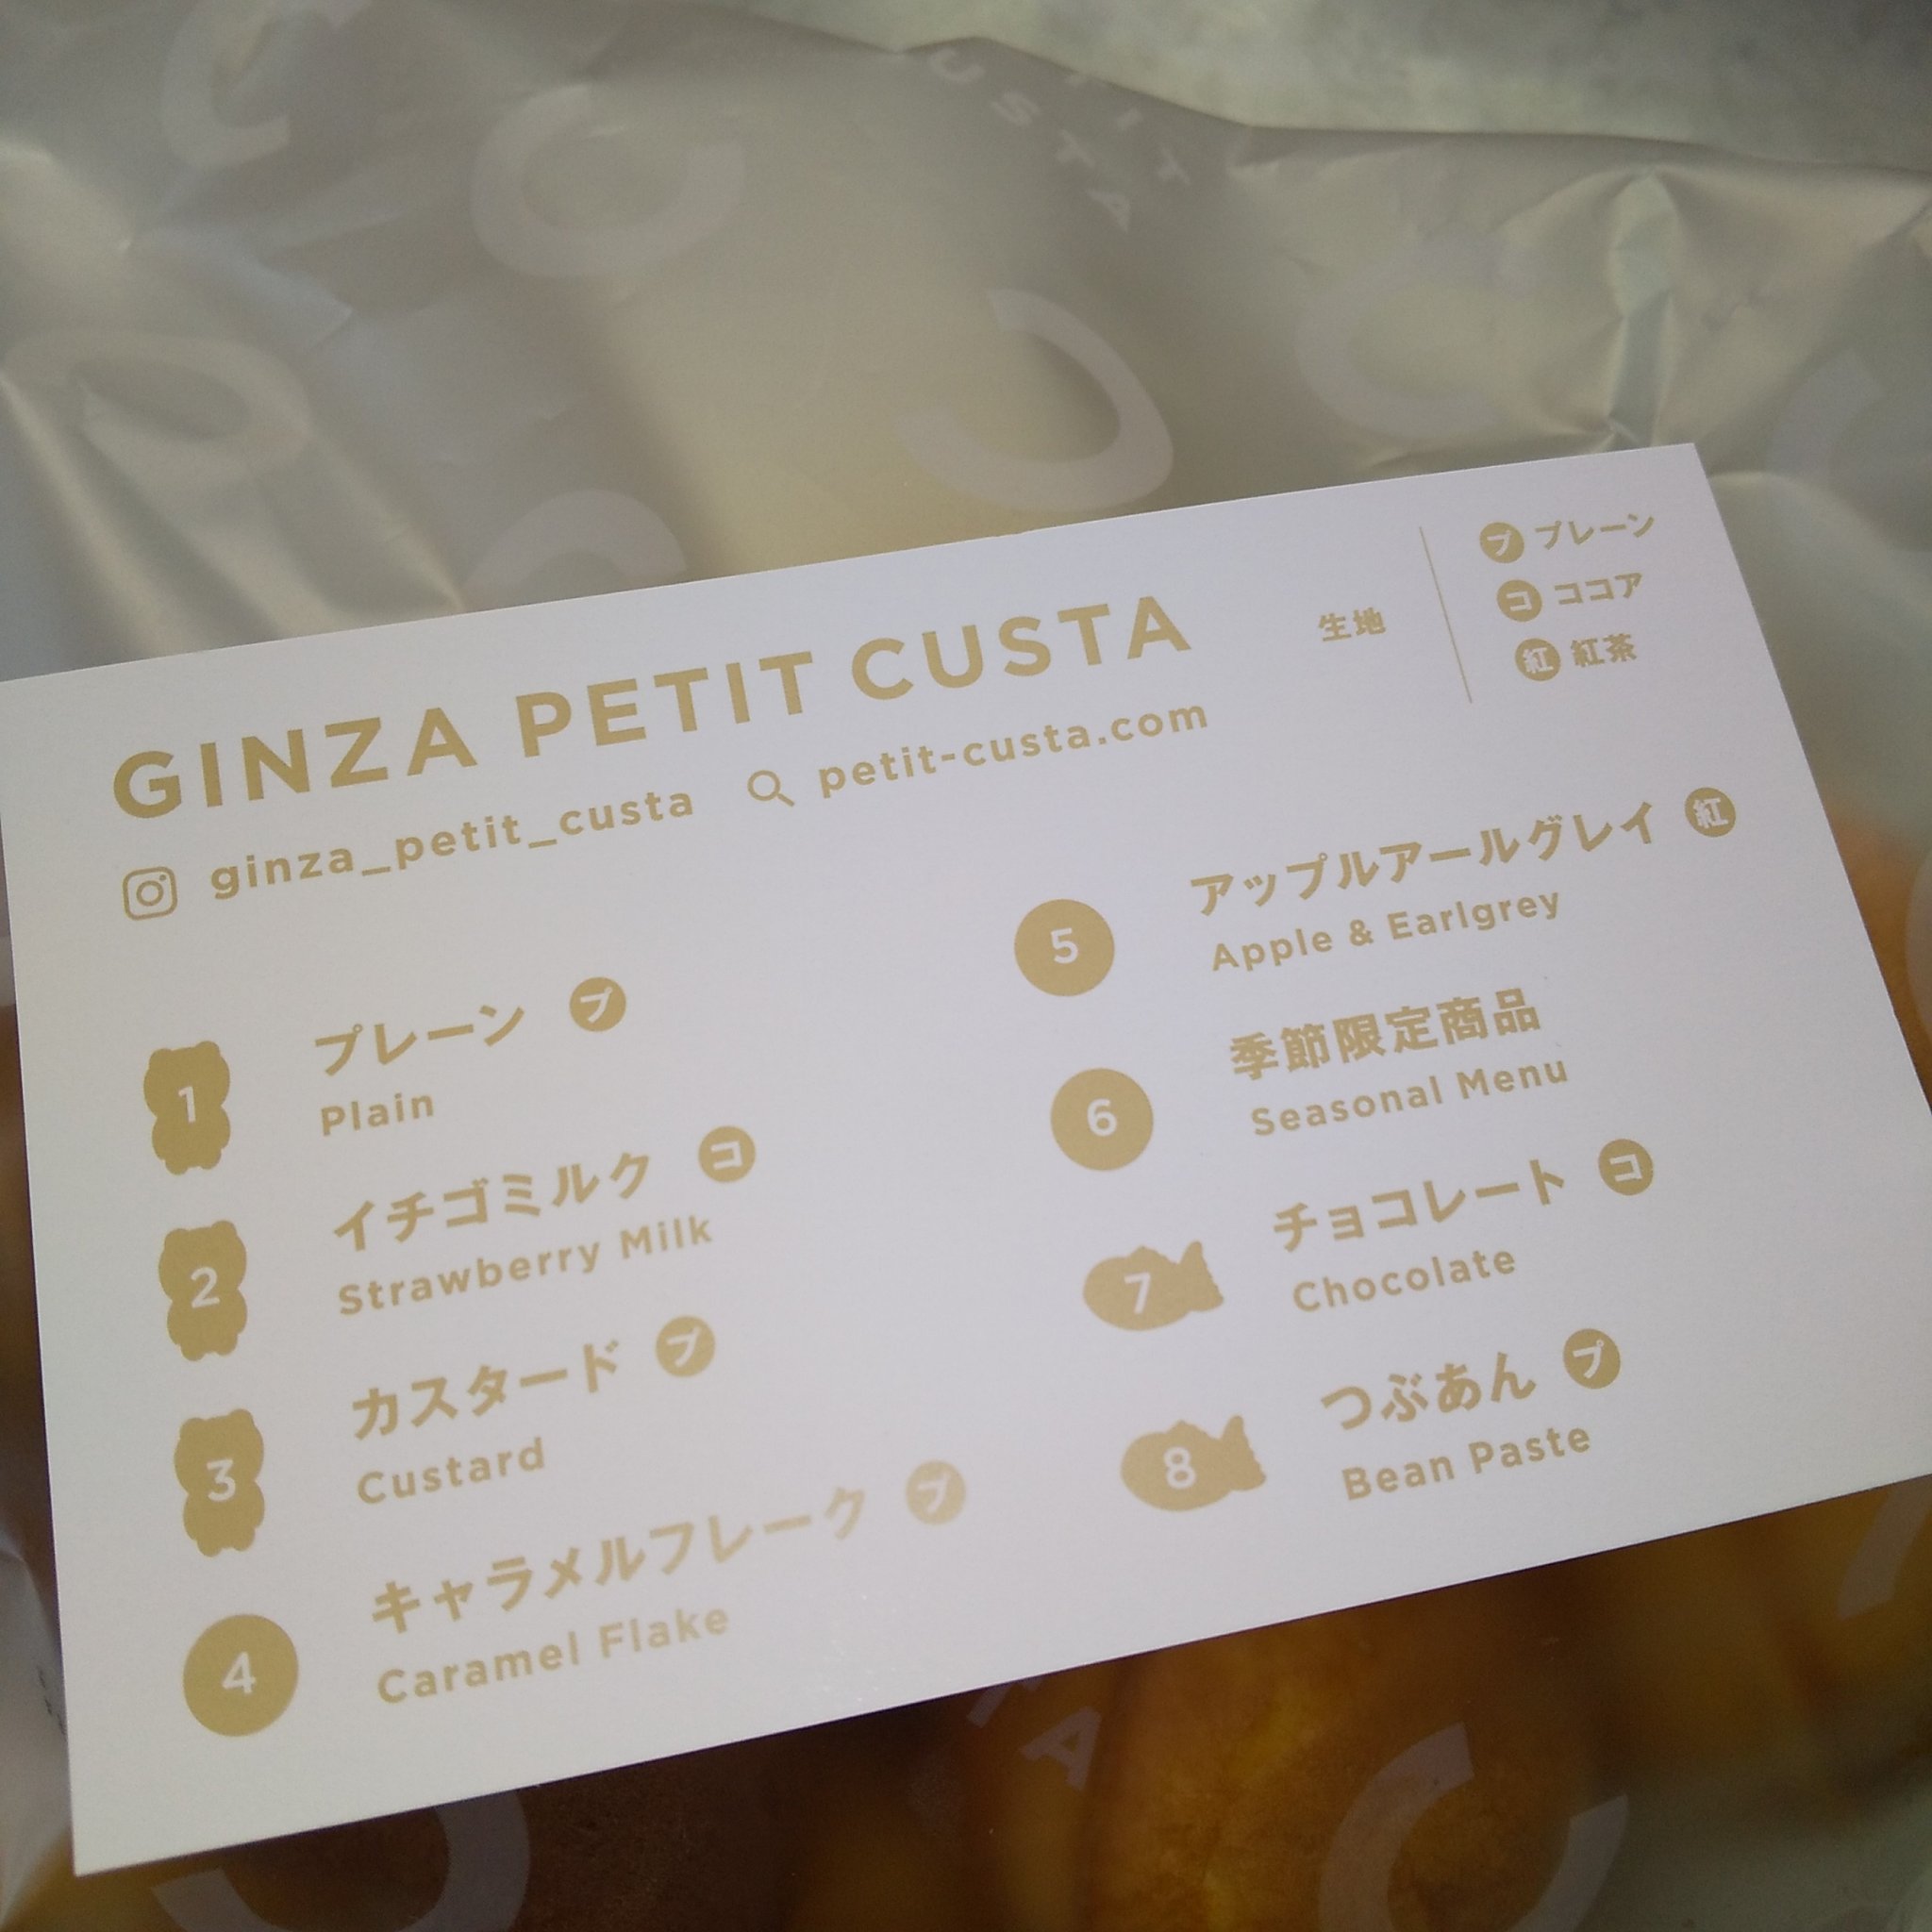 GINZA PETIT CUSTA
ginza_petit_custa petit-custa.com
生地
プ プレーン
コ ココア
紅 紅茶
1 プレーン プ
Plain
2 イチゴミルク コ
Strawberry Milk
3 カスタード プ
Custard
4 キャラメルフレーク プ
Caramel Flake
5 アップルアールグレイ 紅
Apple & Earlgrey
6 季節限定商品
Seasonal Menu
7 チョコレート コ
Chocolate
8 つぶあん プ
Bean Paste